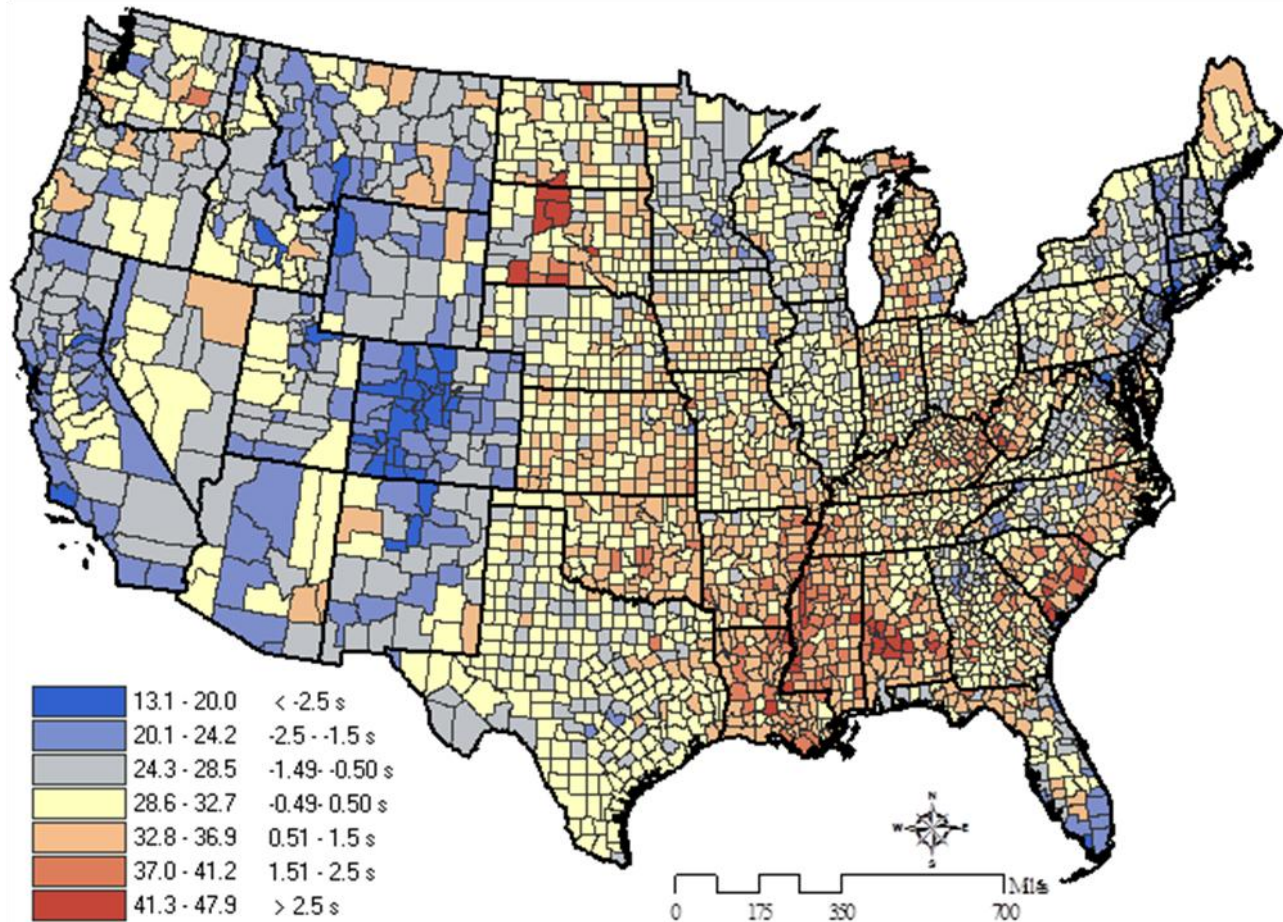 13.1 - 20.0 < -2.5 s
20.1 - 24.2 -2.5 - -1.5 s
24.3 - 28.5 -1.49- -0.50 s
28.6 - 32.7 -0.49- 0.50 s
32.8 - 36.9 0.51 - 1.5 s
37.0 - 41.2 1.51 - 2.5 s
41.3 - 47.9 > 2.5 s
N
W E
S
Miles
0 175 350 700